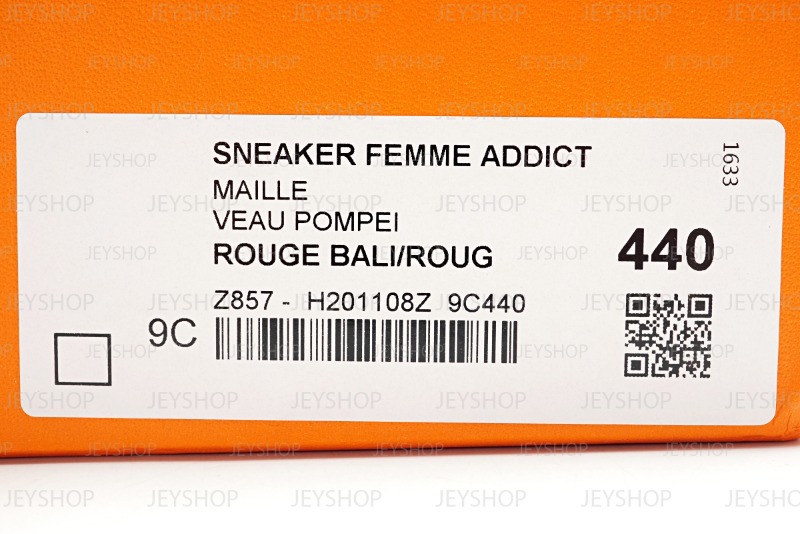 SNEAKER FEMME ADDICT
MAILLE
VEAU POMPEI
ROUGE BALI/ROUG
Z857 - H201108Z 9C440
9C
440
1633
JEYSHOP